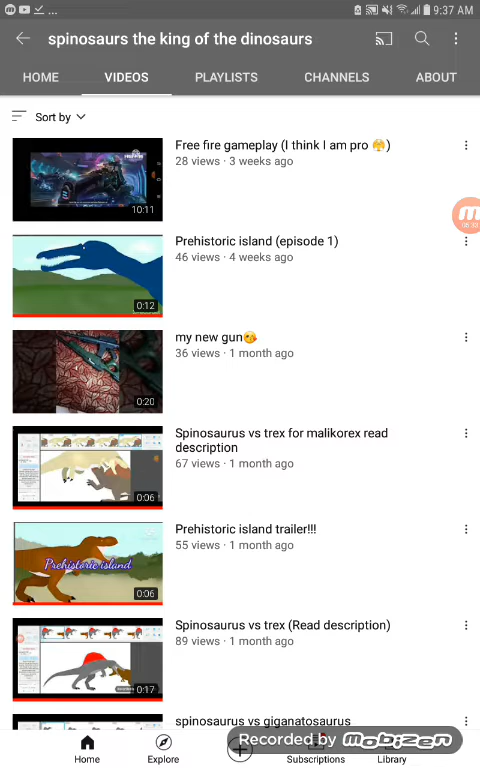 9:37 AM
spinosaurs the king of the dinosaurs
HOME VIDEOS PLAYLISTS CHANNELS ABOUT
Sort by
Free fire gameplay (I think I am pro 😤)
28 views · 3 weeks ago
10:11
Prehistoric island (episode 1)
46 views · 4 weeks ago
0:12
my new gun🤗
36 views · 1 month ago
0:20
Spinosaurus vs trex for malikorex read
description
67 views · 1 month ago
0:06
Prehistoric island trailer!!!
55 views · 1 month ago
Prehistoric island
0:06
Spinosaurus vs trex (Read description)
89 views · 1 month ago
0:17
spinosaurus vs giganatosaurus
Recorded by MOBIZEN
Home Explore Subscriptions Library